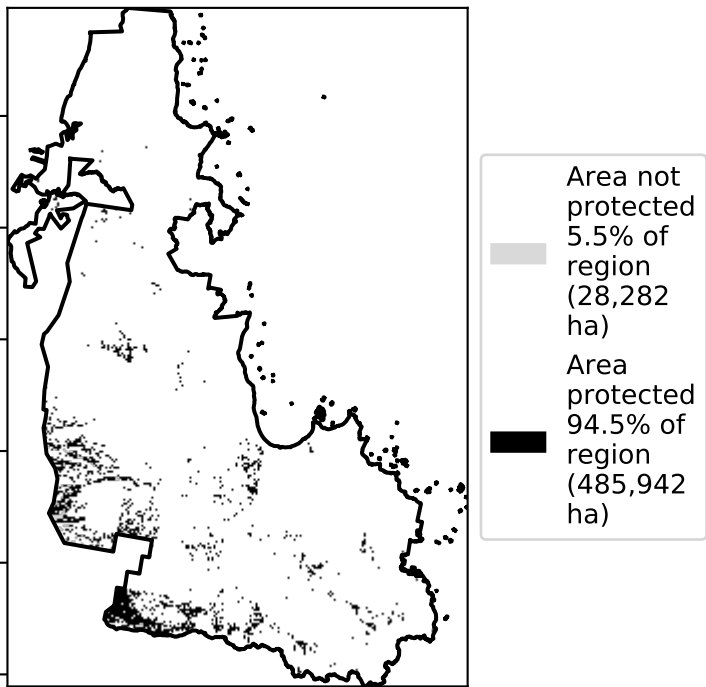 Area not
protected
5.5% of
region
(28,282
ha)
Area
protected
94.5% of
region
(485,942
ha)